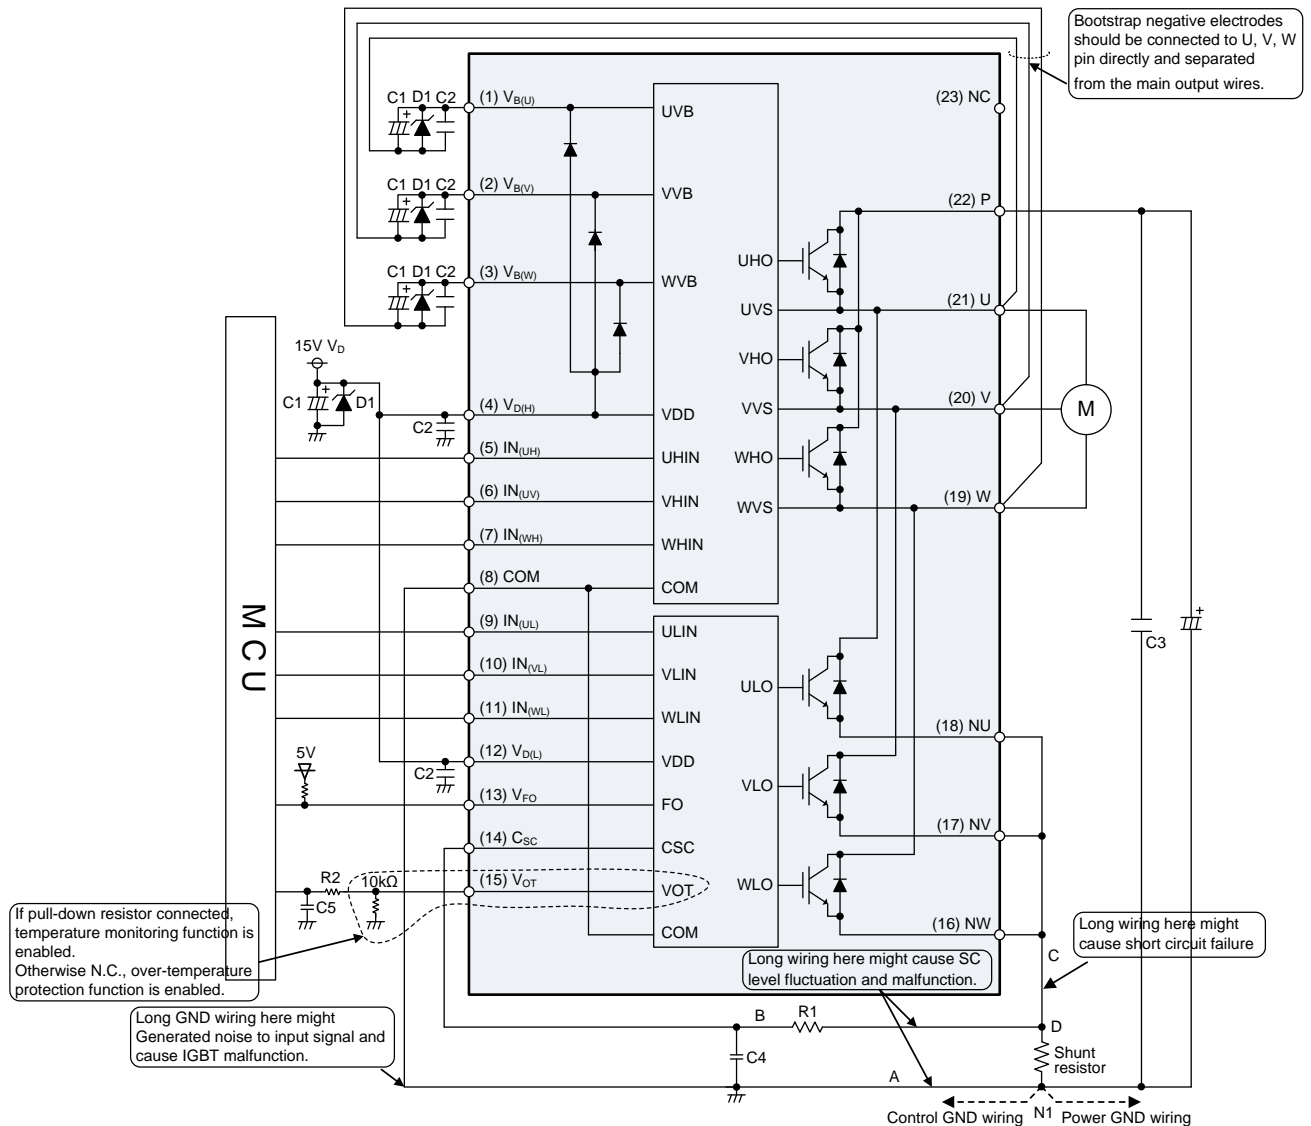 Bootstrap negative electrodes
should be connected to U, V, W
pin directly and separated
from the main output wires.
C1 D1 C2
(1) VB(U)
UVB
(23) NC
C1 D1 C2
(2) VB(V)
VVB
(22) P
C1 D1 C2
(3) VB(W)
WVB
UHO
UVS
(21) U
15V VD
C1
D1
VHO
C2
(4) VD(H)
VDD
VVS
(20) V
M
(5) IN(UH)
UHIN
WHO
(6) IN(UV)
VHIN
WVS
(19) W
(7) IN(WH)
WHIN
(8) COM
COM
MCU
(9) IN(UL)
ULIN
C3
(10) IN(VL)
VLIN
ULO
(11) IN(WL)
WLIN
(18) NU
5V
C2
(12) VD(L)
VDD
VLO
(13) VFO
FO
(17) NV
(14) CSC
CSC
R2
10kΩ
(15) VOT
VOT
WLO
C5
COM
(16) NW
If pull-down resistor connected,
temperature monitoring function is
enabled.
Otherwise N.C., over-temperature
protection function is enabled.
Long wiring here might
cause short circuit failure
C
Long wiring here might cause SC
level fluctuation and malfunction.
Long GND wiring here might
Generated noise to input signal and
cause IGBT malfunction.
B
R1
D
C4
Shunt
resistor
A
Control GND wiring
N1
Power GND wiring